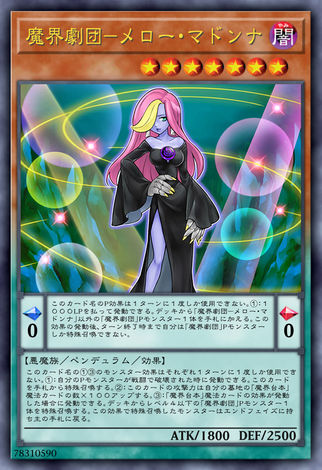 魔界劇団－メロー・マドンナ
闇
0
0
このカード名のP効果は１ターンに１度しか使用できない。①：１
０００LPを払って発動できる。デッキから「魔界劇団－メロー・マド
ンナ」以外の「魔界劇団」Pモンスター１体を手札に加える。この
効果の発動後、ターン終了時まで自分は「魔界劇団」Pモンスター
しか特殊召喚できない。
【悪魔族／ペンデュラム／効果】
このカード名の①③のモンスター効果はそれぞれ１ターンに１度しか使用で
きない。①：自分のPモンスターが戦闘で破壊された時に発動できる。このカー
ドを手札から特殊召喚する。②：このカードの攻撃力は自分の墓地の「魔界台本」
魔法カードの数×１００アップする。③：「魔界台本」魔法カードの効果が発動
した場合に発動できる。デッキからレベル４以下の「魔界劇団」Pモンスター１
体を特殊召喚する。この効果で特殊召喚したモンスターはエンドフェイズに持
ち主の手札に戻る。
ATK/1800 DEF/2500
78310590